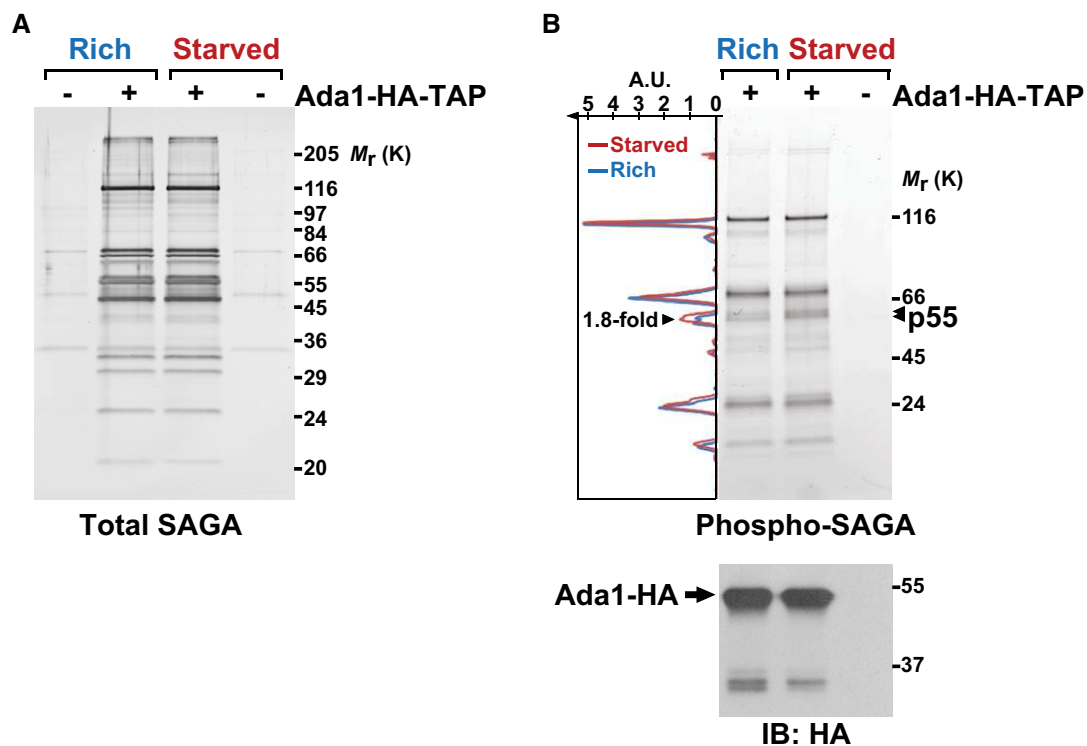 A
Rich Starved
- + + - Ada1-HA-TAP
205 Mr (K)
116
97
84
66
55
45
36
29
24
20
Total SAGA
B
Rich Starved
A.U.
+ + - Ada1-HA-TAP
5 4 3 2 1 0
Starved
Rich
Mr (K)
116
66
1.8-fold
p55
45
24
Phospho-SAGA
Ada1-HA
55
37
IB: HA